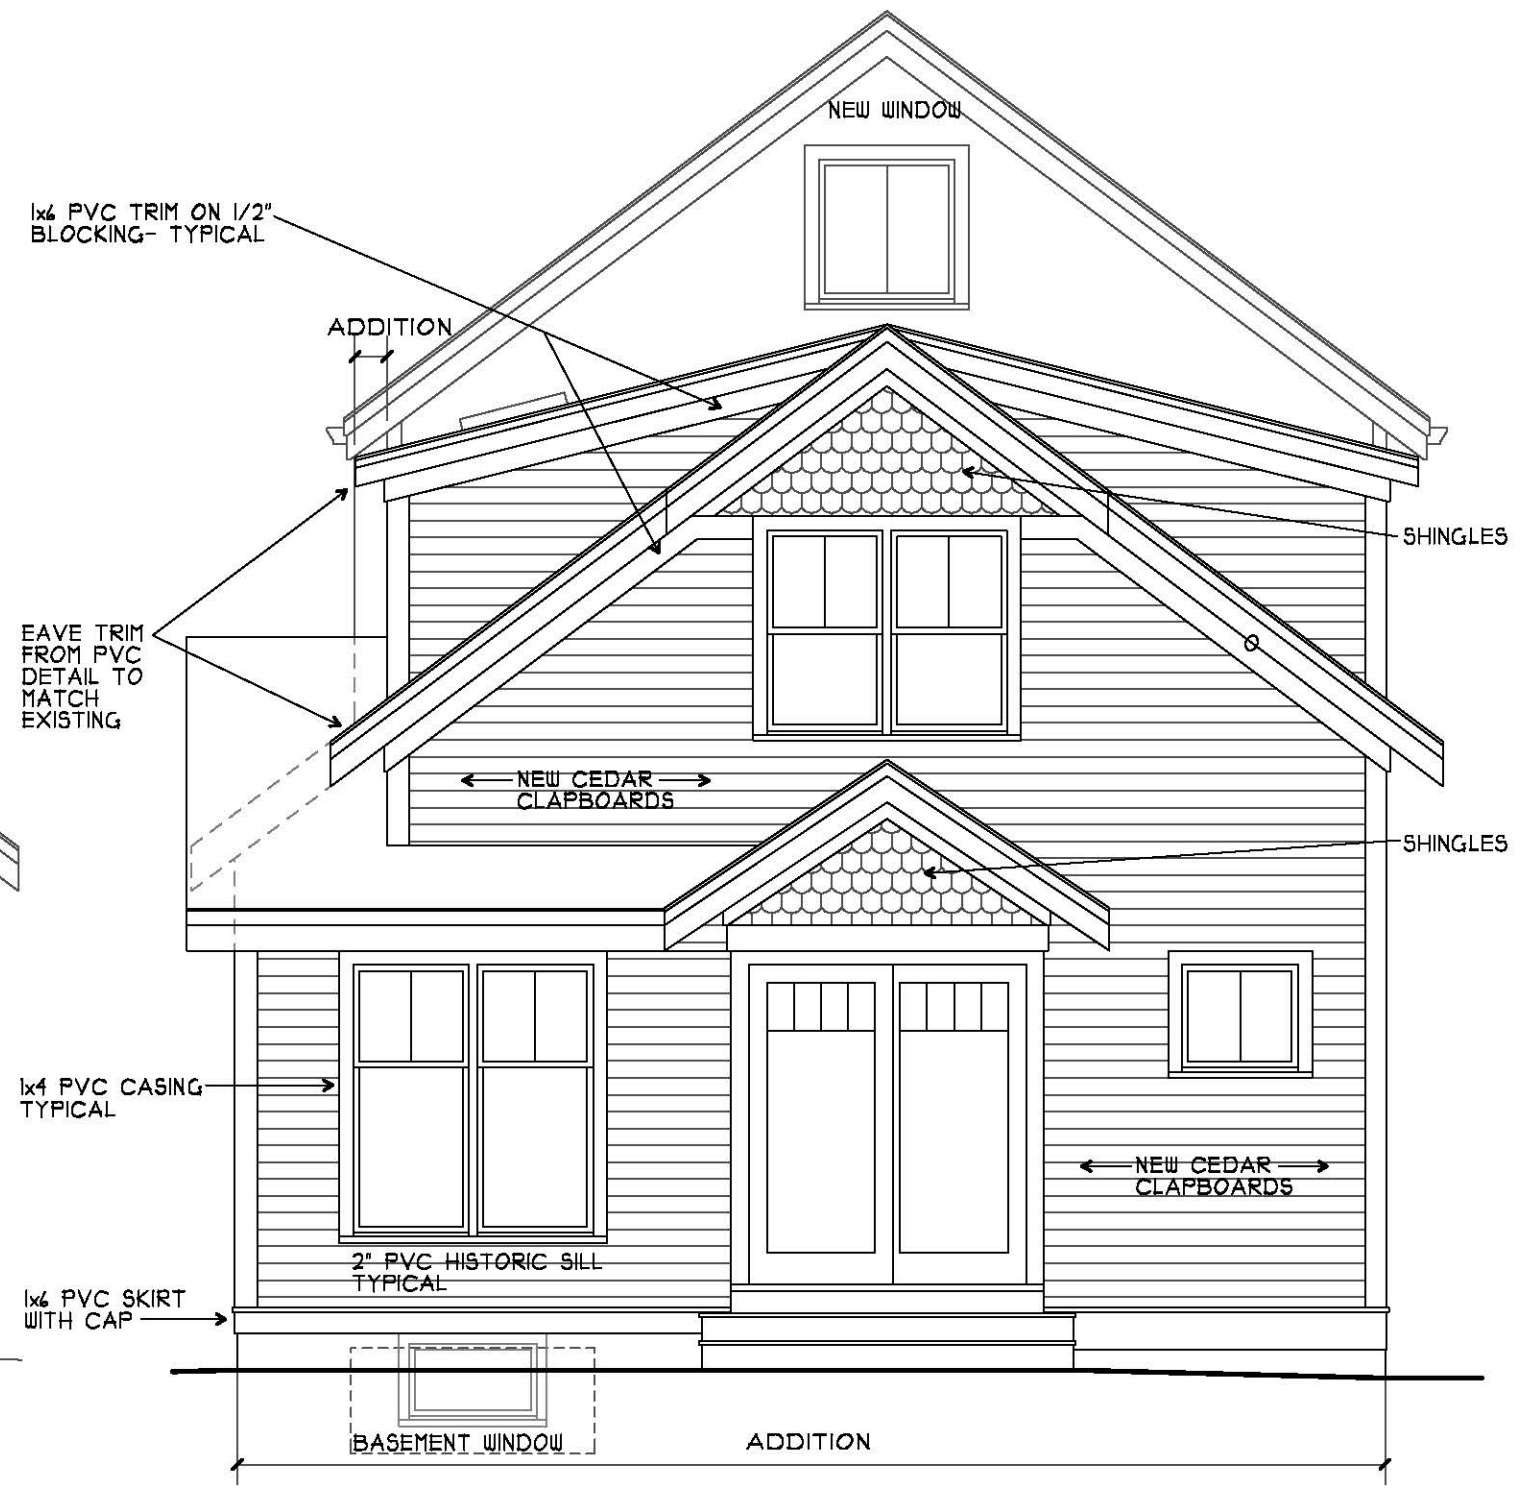 NEW WINDOW
1x6 PVC TRIM ON 1/2"
BLOCKING- TYPICAL
ADDITION
SHINGLES
EAVE TRIM
FROM PVC
DETAIL TO
MATCH
EXISTING
NEW CEDAR
CLAPBOARDS
SHINGLES
1x4 PVC CASING
TYPICAL
NEW CEDAR
CLAPBOARDS
2" PVC HISTORIC SILL
TYPICAL
1x6 PVC SKIRT
WITH CAP
BASEMENT WINDOW
ADDITION